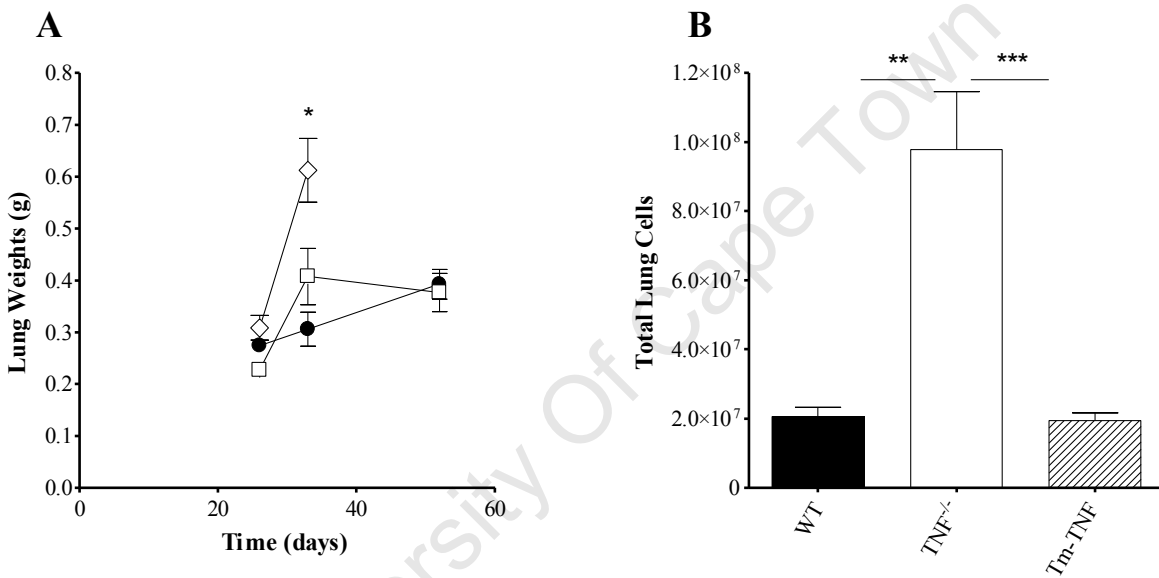 A
0.8
0.7
0.6
0.5
0.4
0.3
0.2
0.1
0.0
Lung Weights (g)
*
0
20
40
60
Time (days)
B
** ***
1.2×10⁸
1.0×10⁸
8.0×10⁷
6.0×10⁷
4.0×10⁷
2.0×10⁷
0
Total Lung Cells
WT
TNF⁻/⁻
Tm-TNF
ersity Of Cape Town